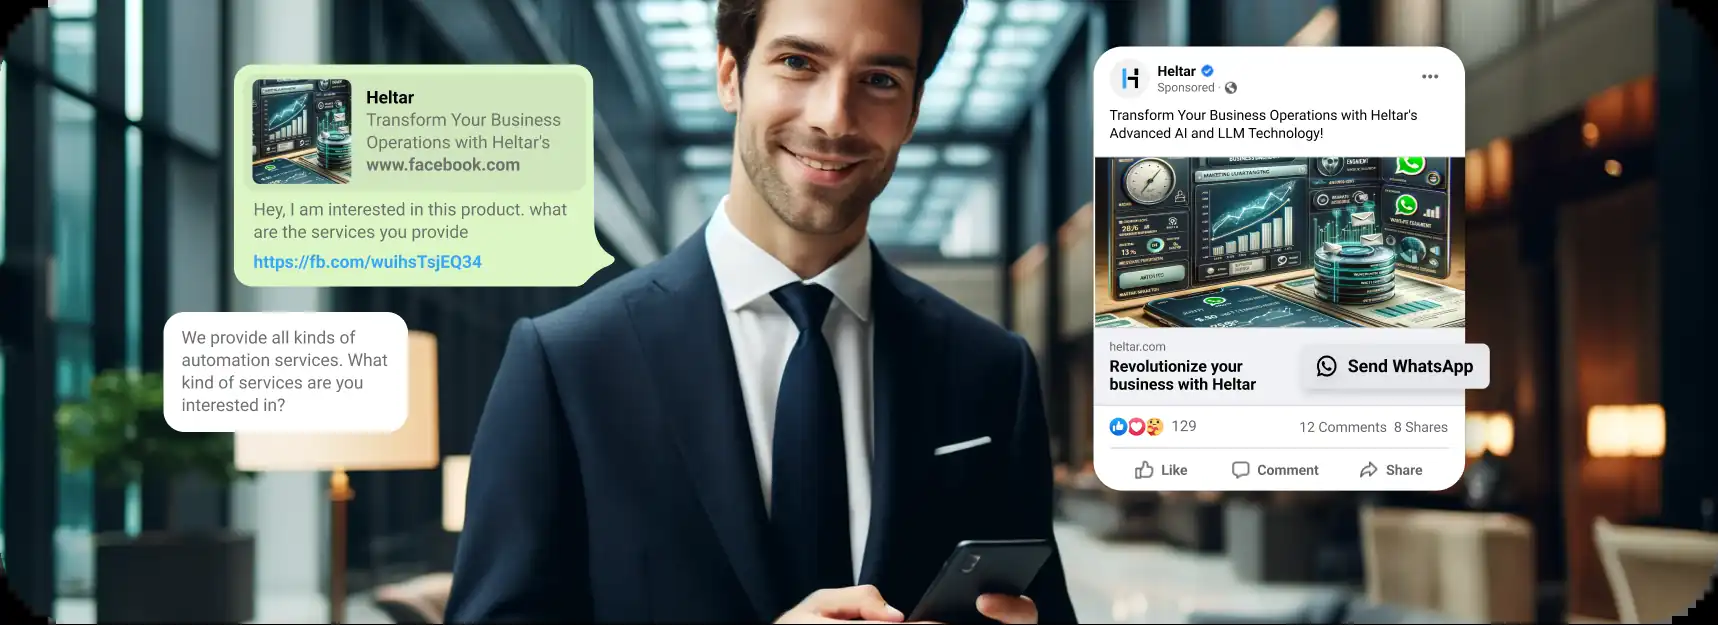 Heltar
Transform Your Business
Operations with Heltar's
www.facebook.com
Hey, I am interested in this product. what
are the services you provide
https://fb.com/wuihsTsjEQ34
We provide all kinds of
automation services. What
kind of services are you
interested in?
Heltar
Sponsored ·
Transform Your Business Operations with Heltar's
Advanced AI and LLM Technology!
heltar.com
Revolutionize your
business with Heltar
Send WhatsApp
129
12 Comments 8 Shares
Like Comment Share